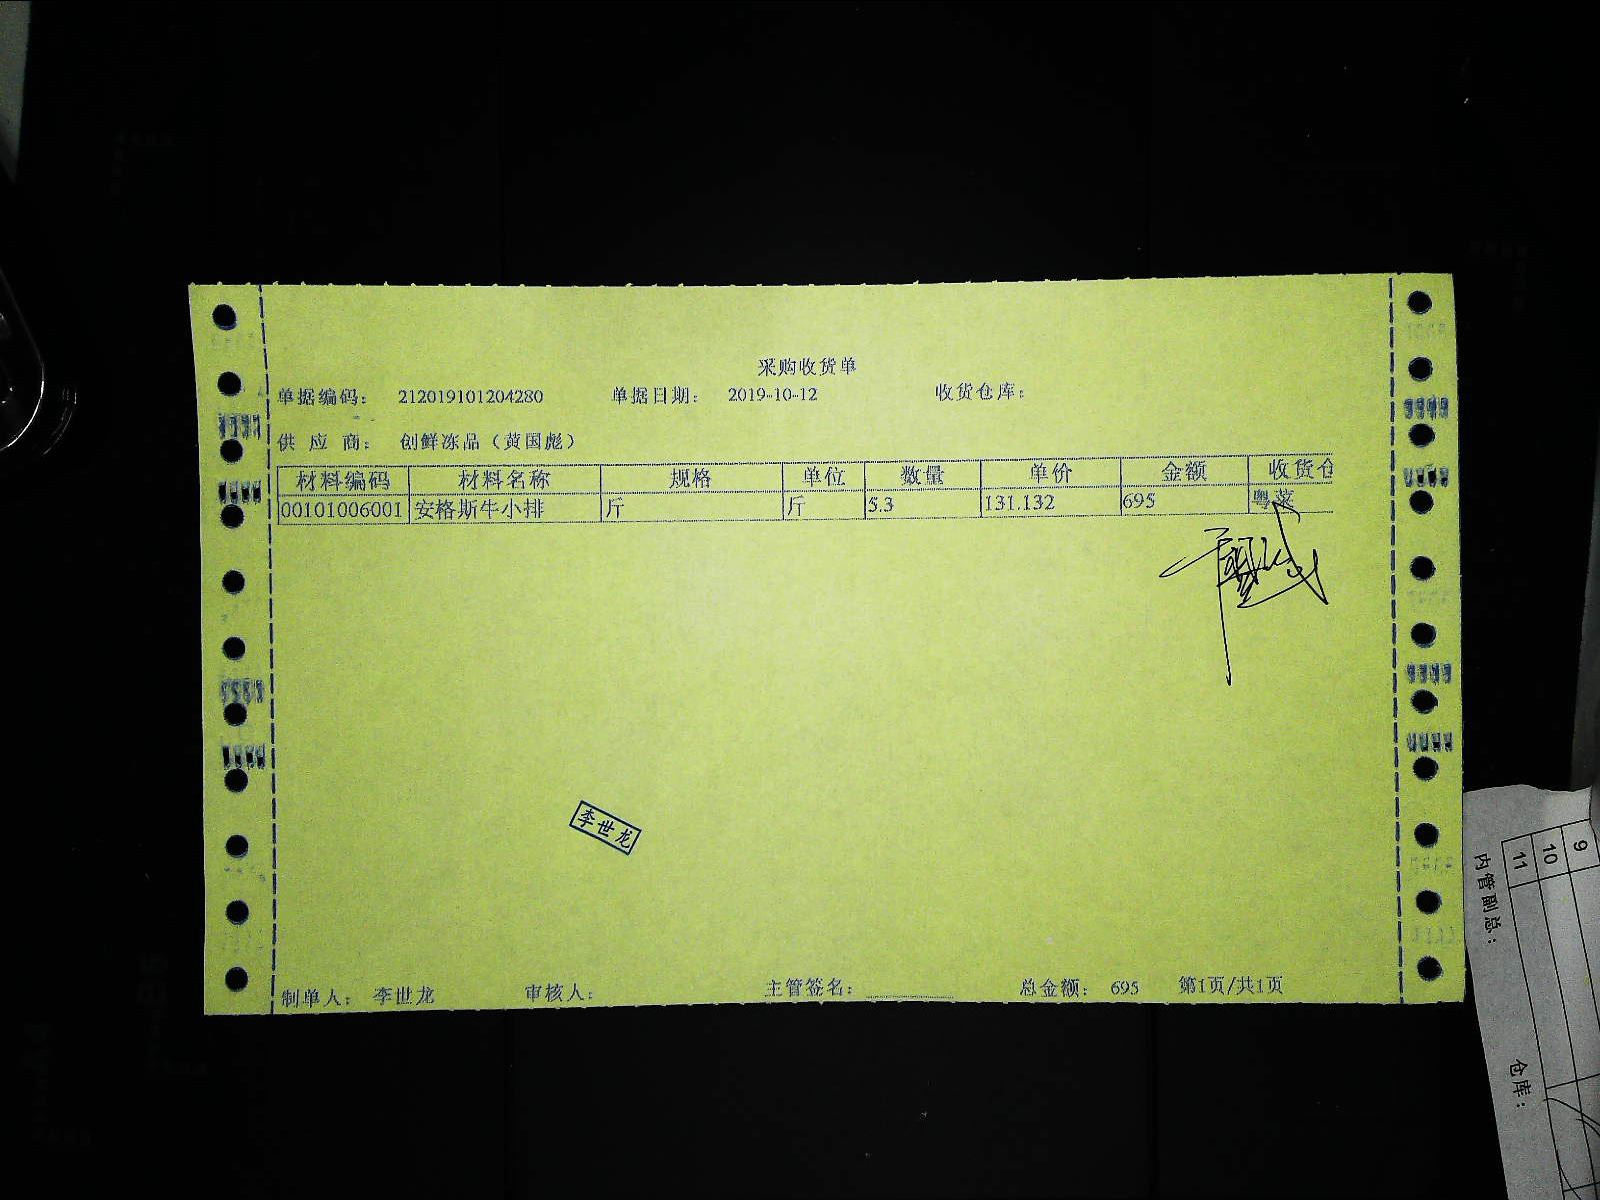 采购收货单
单据编码： 212019101204280 单据日期： 2019-10-12 收货仓库：
供 应 商： 创鲜冻品（黄国彪）
材料编码 材料名称 规格 单位 数量 单价 金额 收货仓
00101006001 安格斯牛小排 斤 斤 5.3 131.132 695 粤菜
李世龙
制单人： 李世龙 审核人： 主管签名： 总金额： 695 第1页/共1页
9
10
11
内管副总：
仓库：